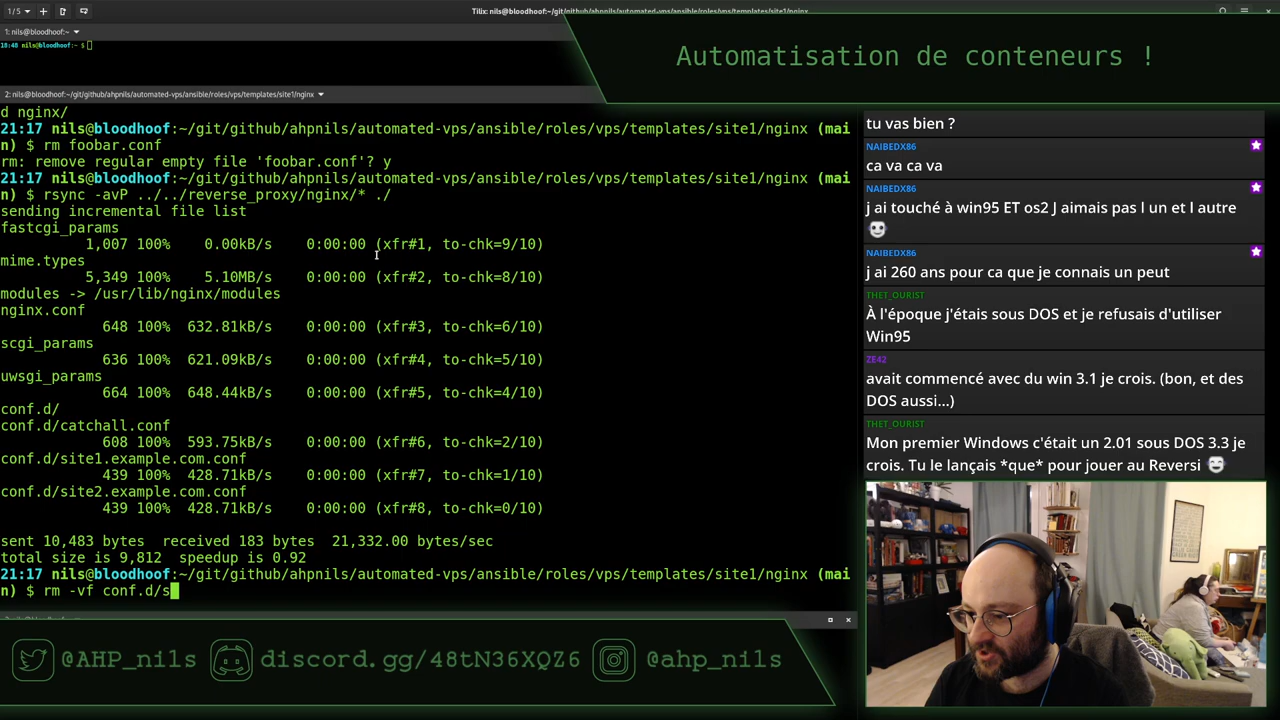 1/5
Tilix: nils@bloodhoof:~/git/github/ahpnils/automated-vps/ansible/roles/vps/templates/site1/nginx
1: nils@bloodhoof:~
18:48 nils@bloodhoof:~ $
2: nils@bloodhoof:~/git/github/ahpnils/automated-vps/ansible/roles/vps/templates/site1/nginx
d nginx/
21:17 nils@bloodhoof:~/git/github/ahpnils/automated-vps/ansible/roles/vps/templates/site1/nginx (mai
n) $ rm foobar.conf
rm: remove regular empty file 'foobar.conf'? y
21:17 nils@bloodhoof:~/git/github/ahpnils/automated-vps/ansible/roles/vps/templates/site1/nginx (mai
n) $ rsync -avP ../../reverse_proxy/nginx/* ./
sending incremental file list
fastcgi_params
1,007 100% 0.00kB/s 0:00:00 (xfr#1, to-chk=9/10)
mime.types
5,349 100% 5.10MB/s 0:00:00 (xfr#2, to-chk=8/10)
modules -> /usr/lib/nginx/modules
nginx.conf
648 100% 632.81kB/s 0:00:00 (xfr#3, to-chk=6/10)
scgi_params
636 100% 621.09kB/s 0:00:00 (xfr#4, to-chk=5/10)
uwsgi_params
664 100% 648.44kB/s 0:00:00 (xfr#5, to-chk=4/10)
conf.d/
conf.d/catchall.conf
608 100% 593.75kB/s 0:00:00 (xfr#6, to-chk=2/10)
conf.d/site1.example.com.conf
439 100% 428.71kB/s 0:00:00 (xfr#7, to-chk=1/10)
conf.d/site2.example.com.conf
439 100% 428.71kB/s 0:00:00 (xfr#8, to-chk=0/10)
sent 10,483 bytes received 183 bytes 21,332.00 bytes/sec
total size is 9,812 speedup is 0.92
21:17 nils@bloodhoof:~/git/github/ahpnils/automated-vps/ansible/roles/vps/templates/site1/nginx (mai
n) $ rm -vf conf.d/s
Automatisation de conteneurs !
tu vas bien ?
NAIBEDX86
ca va ca va
NAIBEDX86
j ai touché à win95 ET os2 J aimais pas l un et l autre
NAIBEDX86
j ai 260 ans pour ca que je connais un peut
THET_OURIST
À l'époque j'étais sous DOS et je refusais d'utiliser
Win95
ZE42
avait commencé avec du win 3.1 je crois. (bon, et des
DOS aussi...)
THET_OURIST
Mon premier Windows c'était un 2.01 sous DOS 3.3 je
crois. Tu le lançais *que* pour jouer au Reversi
@AHP_nils
discord.gg/48tN36XQZ6
@ahp_nils